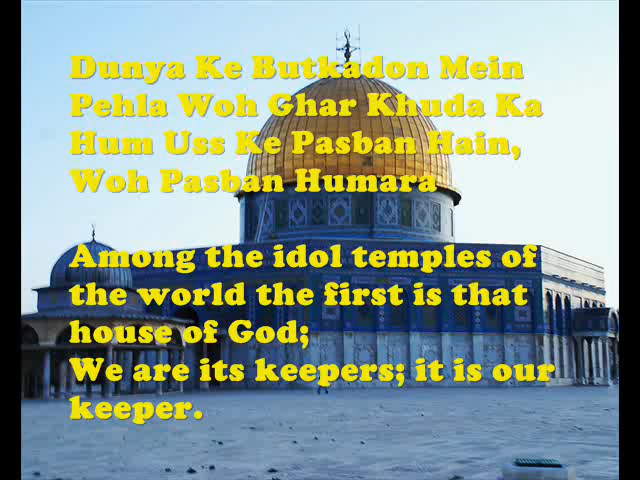 Dunya Ke Butkadon Mein
Pehla Woh Ghar Khuda Ka
Hum Uss Ke Pasban Hain,
Woh Pasban Humara
Among the idol temples of
the world the first is that
house of God;
We are its keepers; it is our
keeper.